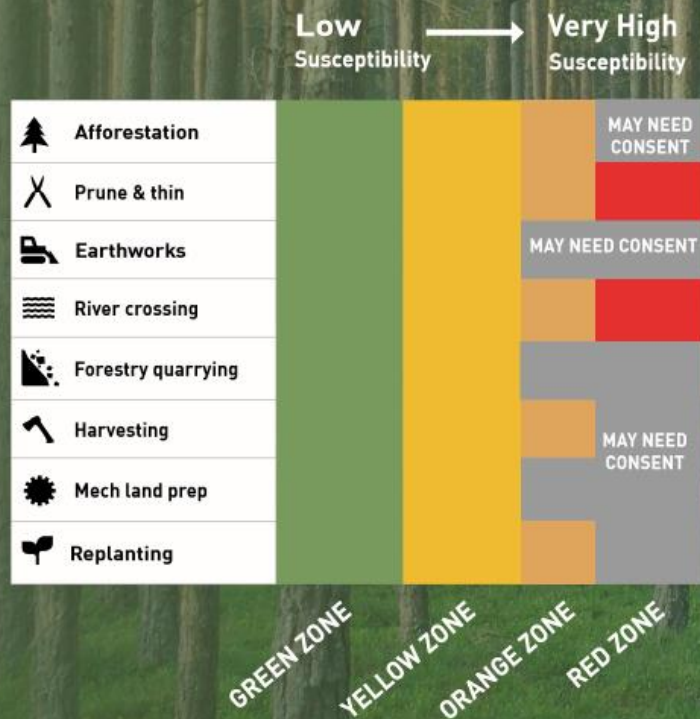 Low
Susceptibility
Very High
Susceptibility
Afforestation
MAY NEED
CONSENT
Prune & thin
Earthworks
MAY NEED CONSENT
River crossing
Forestry quarrying
Harvesting
MAY NEED
CONSENT
Mech land prep
Replanting
GREEN ZONE
YELLOW ZONE
ORANGE ZONE
RED ZONE